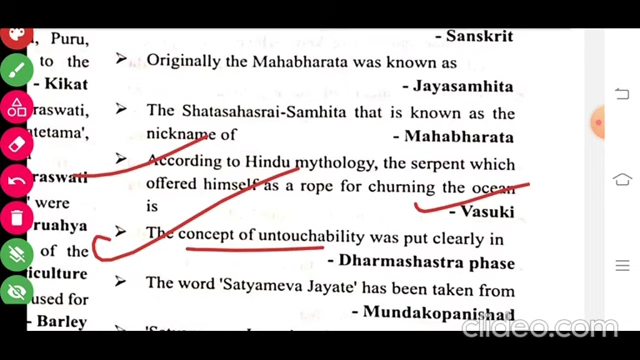 , Puru,
to the
- Kikat
raswati,
etetama',
raswati
' were
ruahya
of the
iculture
used for
- Barley
- Sanskrit
➤ Originally the Mahabharata was known as
- Jayasamhita
➤ The Shatasahasrai-Samhita that is known as the
nickname of - Mahabharata
➤ According to Hindu mythology, the serpent which
offered himself as a rope for churning the ocean
is
- Vasuki
➤ The concept of untouchability was put clearly in
- Dharmashastra phase
➤ The word 'Satyameva Jayate' has been taken from
- Mundakopanishad
clideo.com